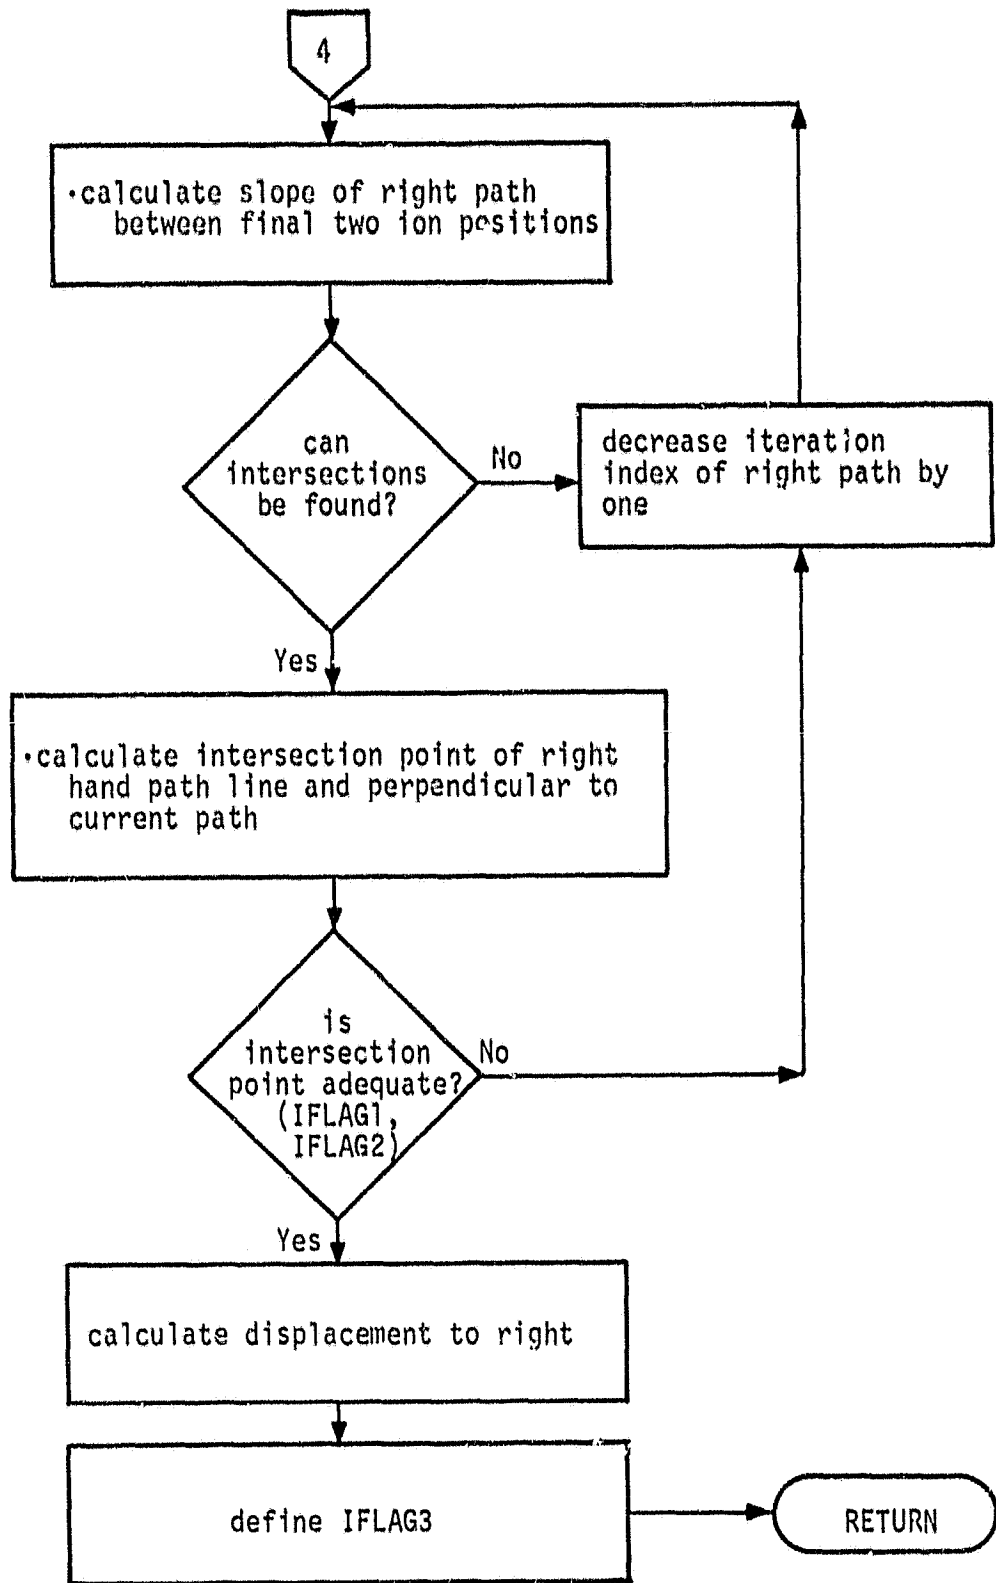 4
•calculate slope of right path
between final two ion positions
can
intersections
be found?
No
decrease iteration
index of right path by
one
Yes
•calculate intersection point of right
hand path line and perpendicular to
current path
is
intersection
point adequate?
(IFLAG1,
IFLAG2)
No
Yes
calculate displacement to right
define IFLAG3
RETURN